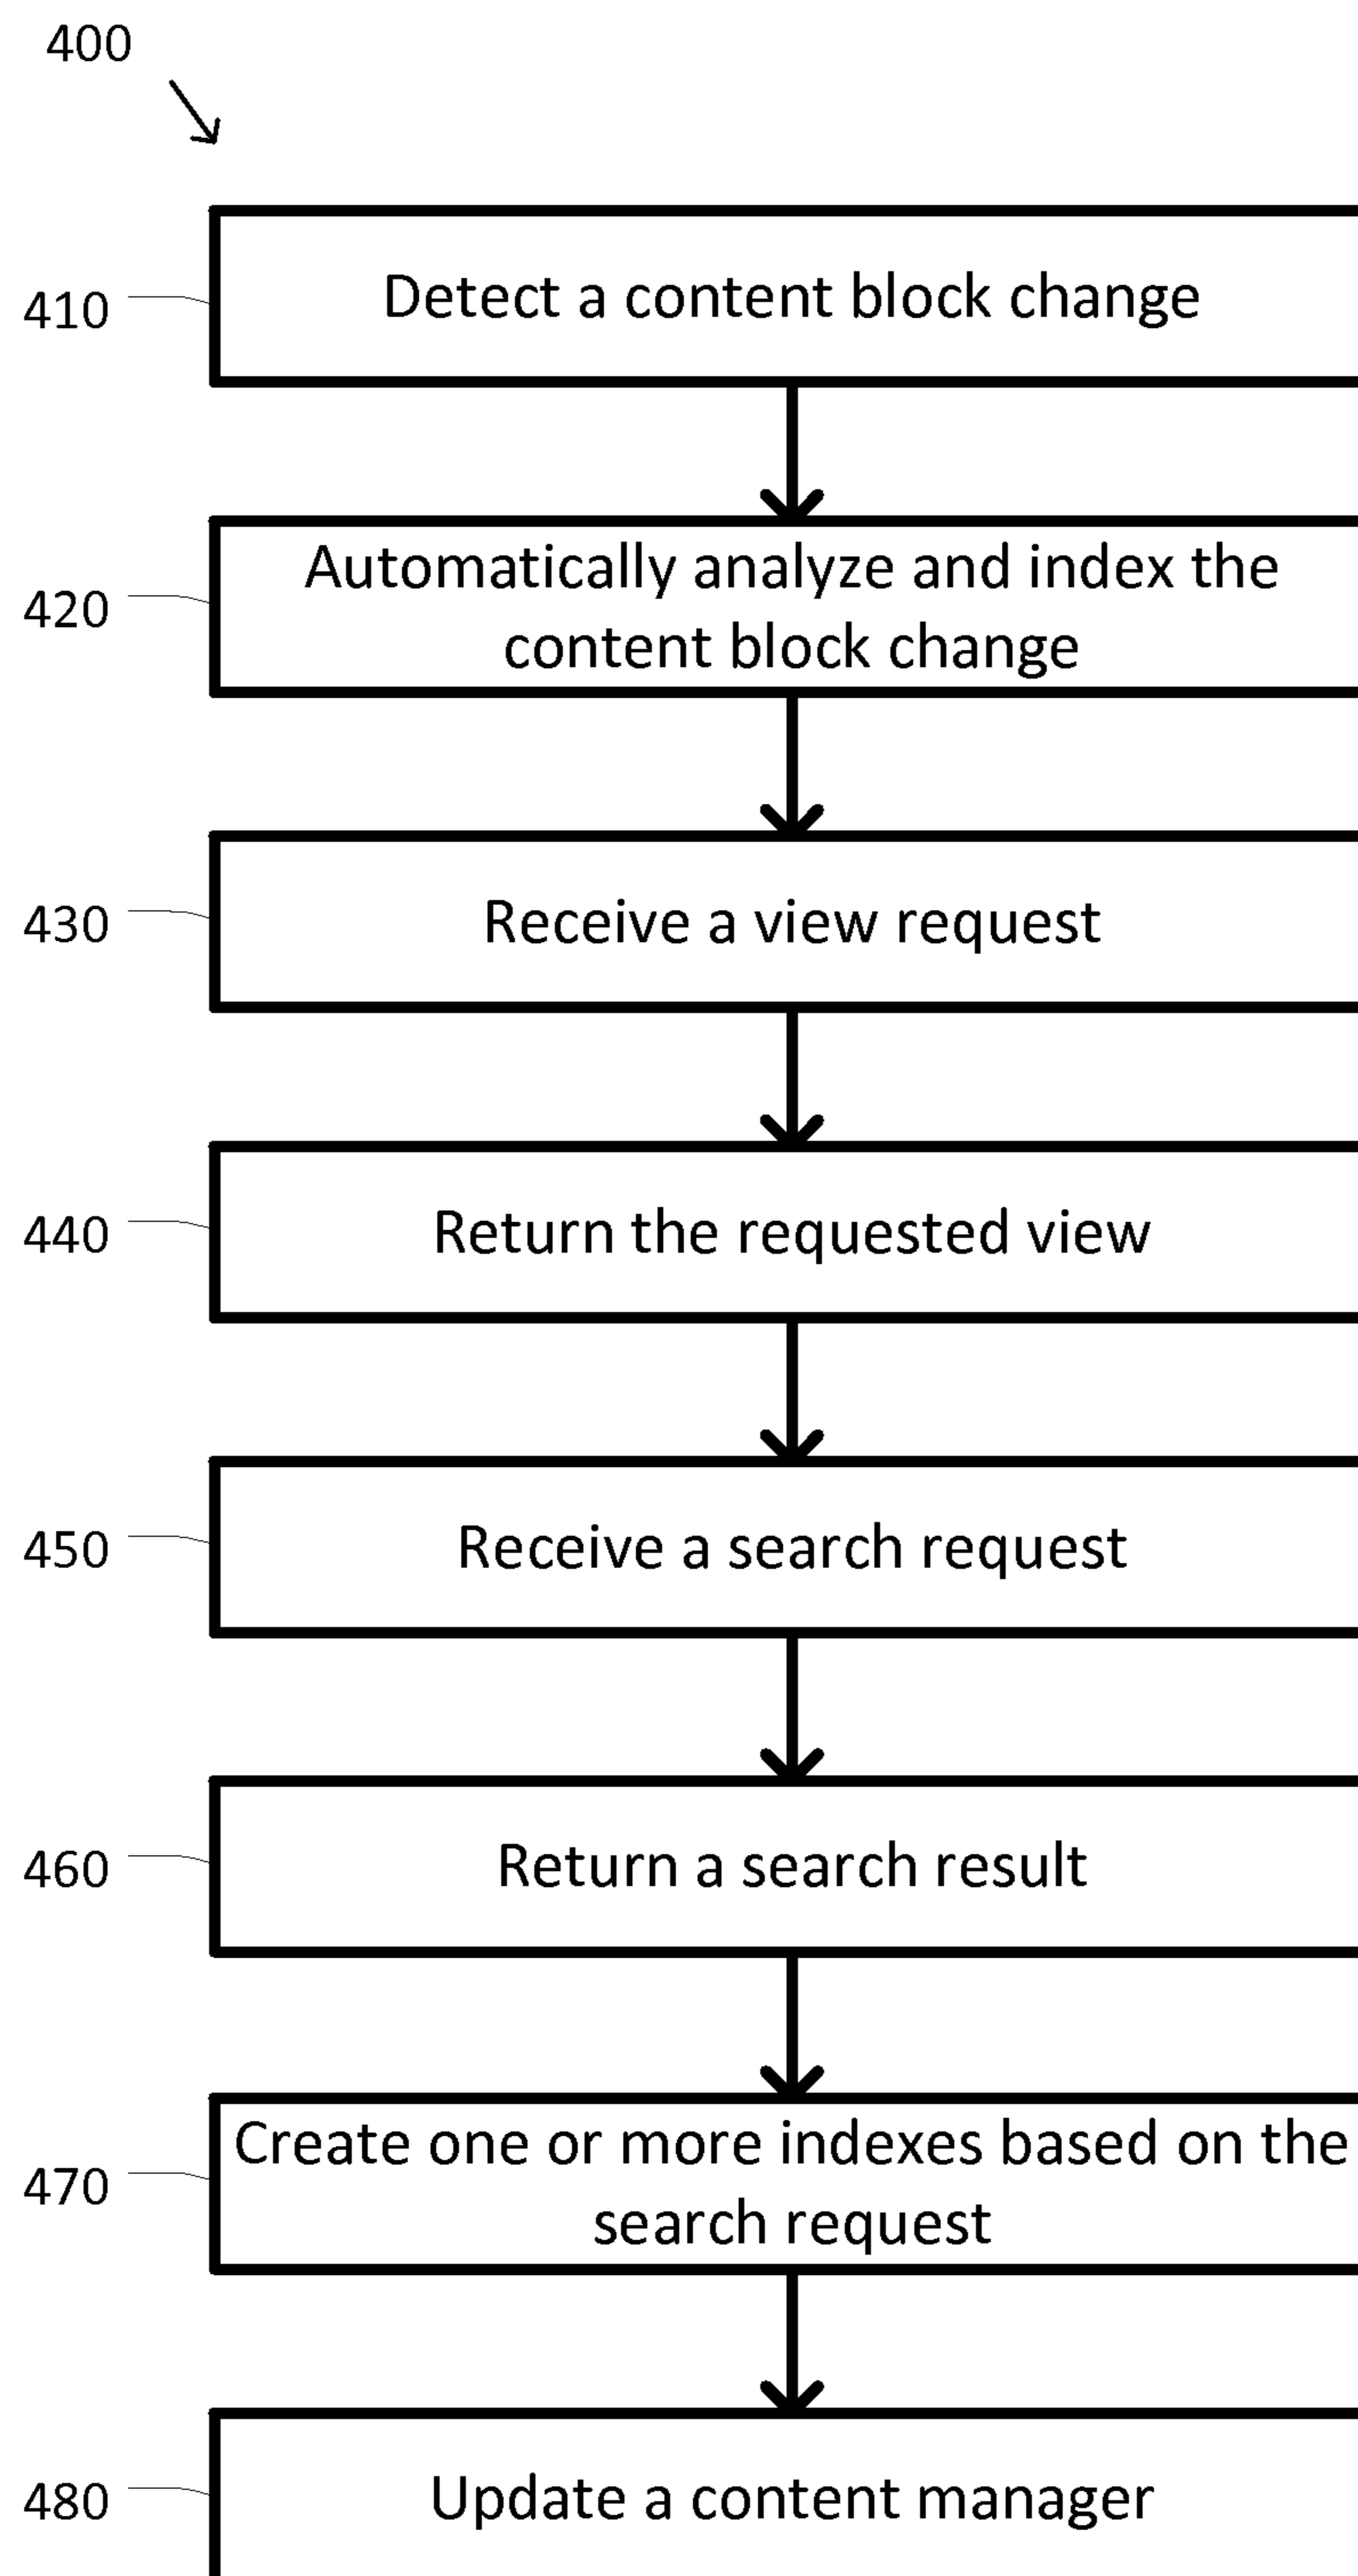 400
410
Detect a content block change
420
Automatically analyze and index the
content block change
430
Receive a view request
440
Return the requested view
450
Receive a search request
460
Return a search result
470
Create one or more indexes based on the
search request
480
Update a content manager